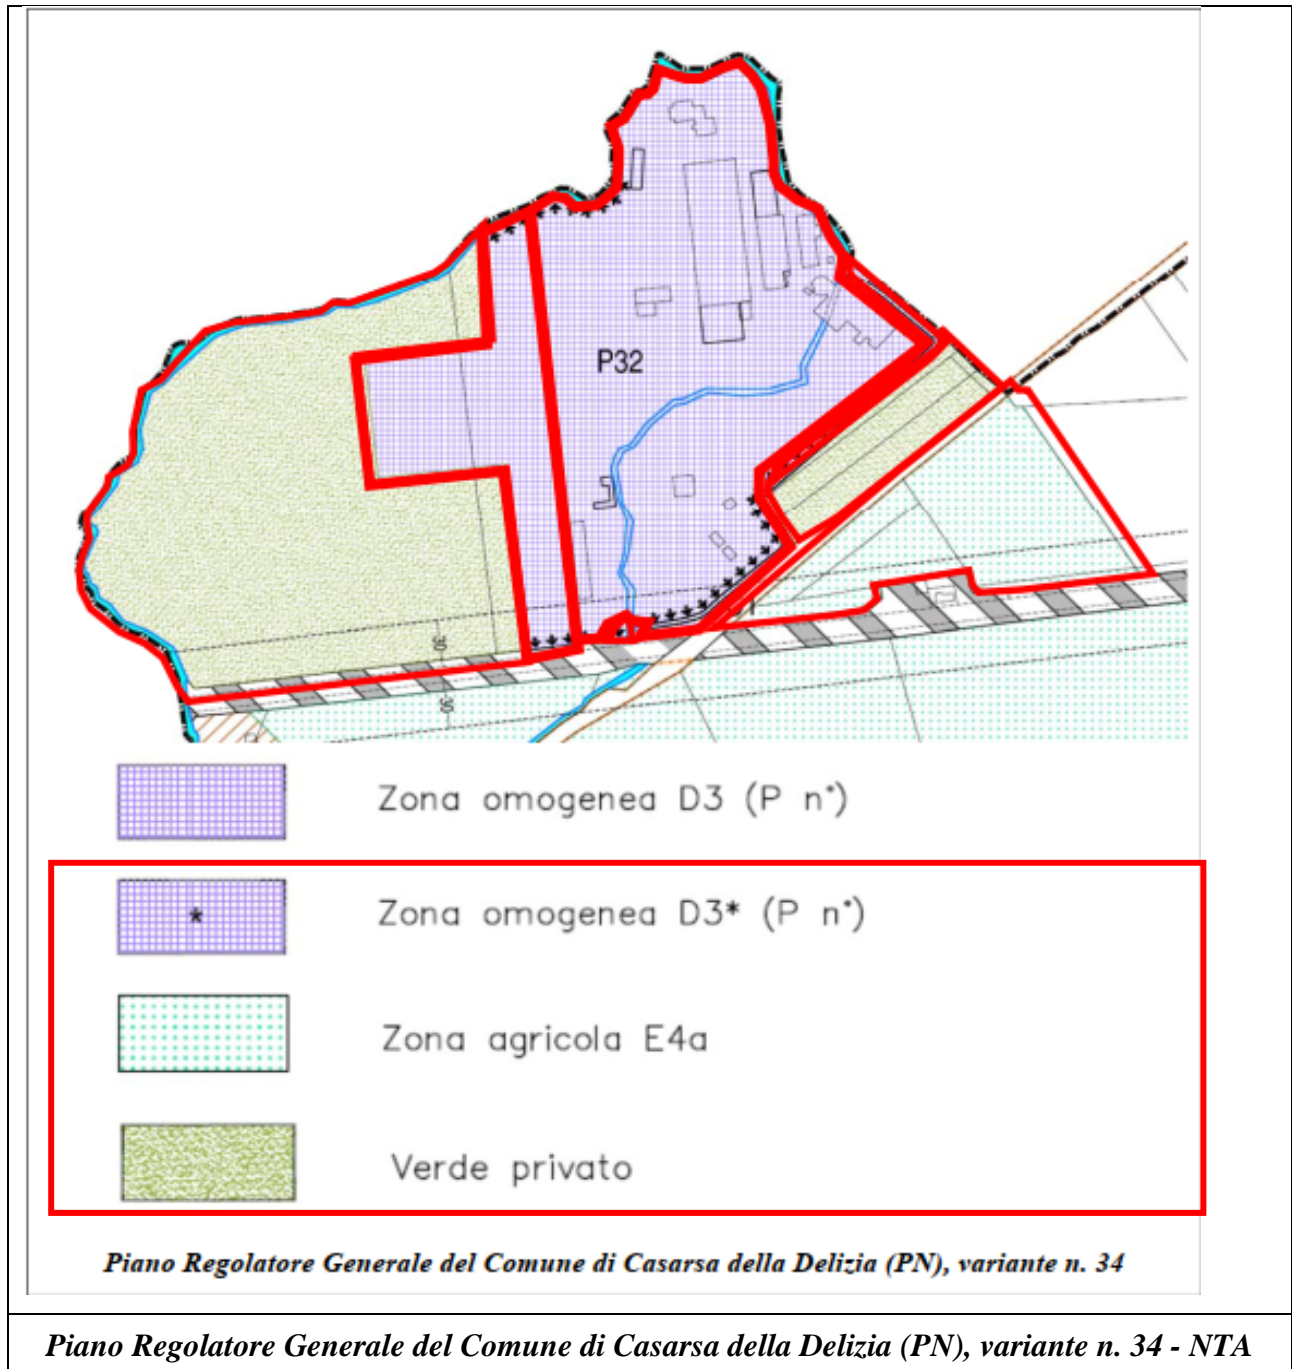 P32
30
30
Zona omogenea D3 (P n°)
*
Zona omogenea D3* (P n°)
Zona agricola E4a
Verde privato
Piano Regolatore Generale del Comune di Casarsa della Delizia (PN), variante n. 34
Piano Regolatore Generale del Comune di Casarsa della Delizia (PN), variante n. 34 - NTA